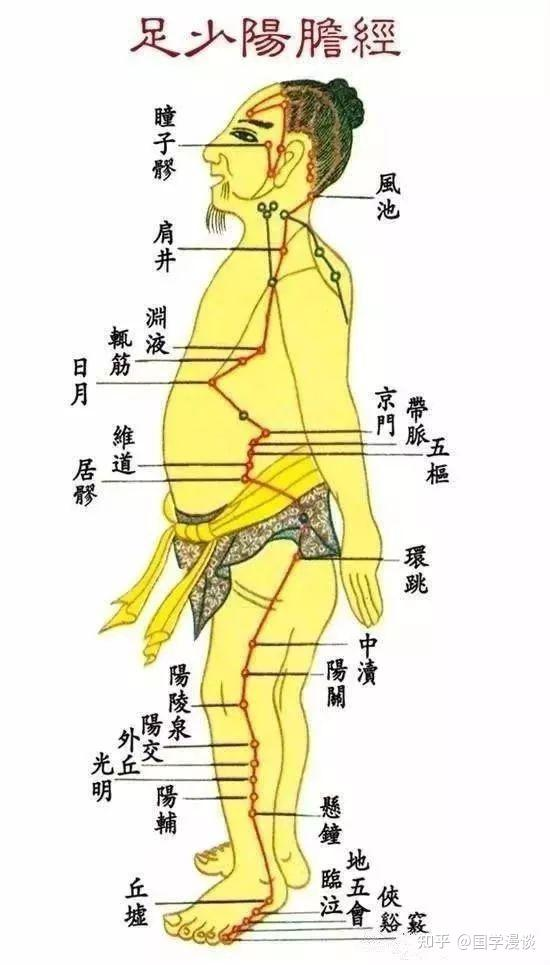 足少陽膽經
瞳子髎
風池
肩井
淵液
輒筋
日月
京門
帶脈
五樞
維道
居髎
環跳
中瀆
陽關
陽陵泉
陽交
外丘
光明
陽輔
懸鐘
丘墟
地五會
臨泣
俠谿
竅
知乎 @国学漫谈